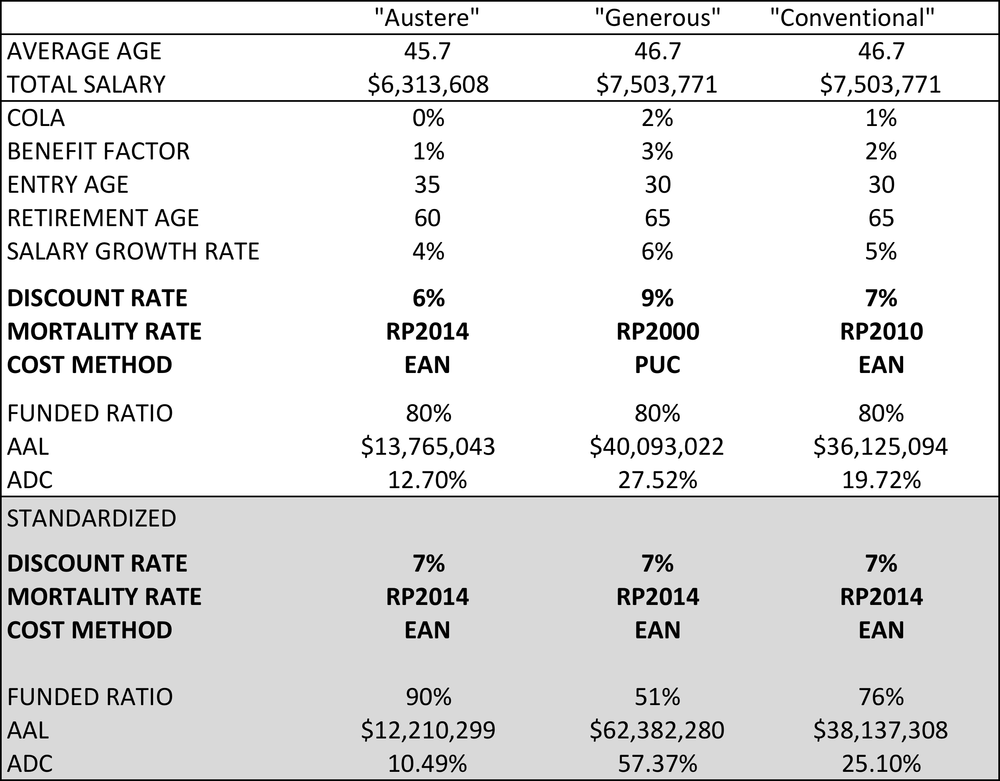 "Austere" "Generous" "Conventional"
AVERAGE AGE 45.7 46.7 46.7
TOTAL SALARY $6,313,608 $7,503,771 $7,503,771
COLA 0% 2% 1%
BENEFIT FACTOR 1% 3% 2%
ENTRY AGE 35 30 30
RETIREMENT AGE 60 65 65
SALARY GROWTH RATE 4% 6% 5%
DISCOUNT RATE 6% 9% 7%
MORTALITY RATE RP2014 RP2000 RP2010
COST METHOD EAN PUC EAN
FUNDED RATIO 80% 80% 80%
AAL $13,765,043 $40,093,022 $36,125,094
ADC 12.70% 27.52% 19.72%
STANDARDIZED
DISCOUNT RATE 7% 7% 7%
MORTALITY RATE RP2014 RP2014 RP2014
COST METHOD EAN EAN EAN
FUNDED RATIO 90% 51% 76%
AAL $12,210,299 $62,382,280 $38,137,308
ADC 10.49% 57.37% 25.10%